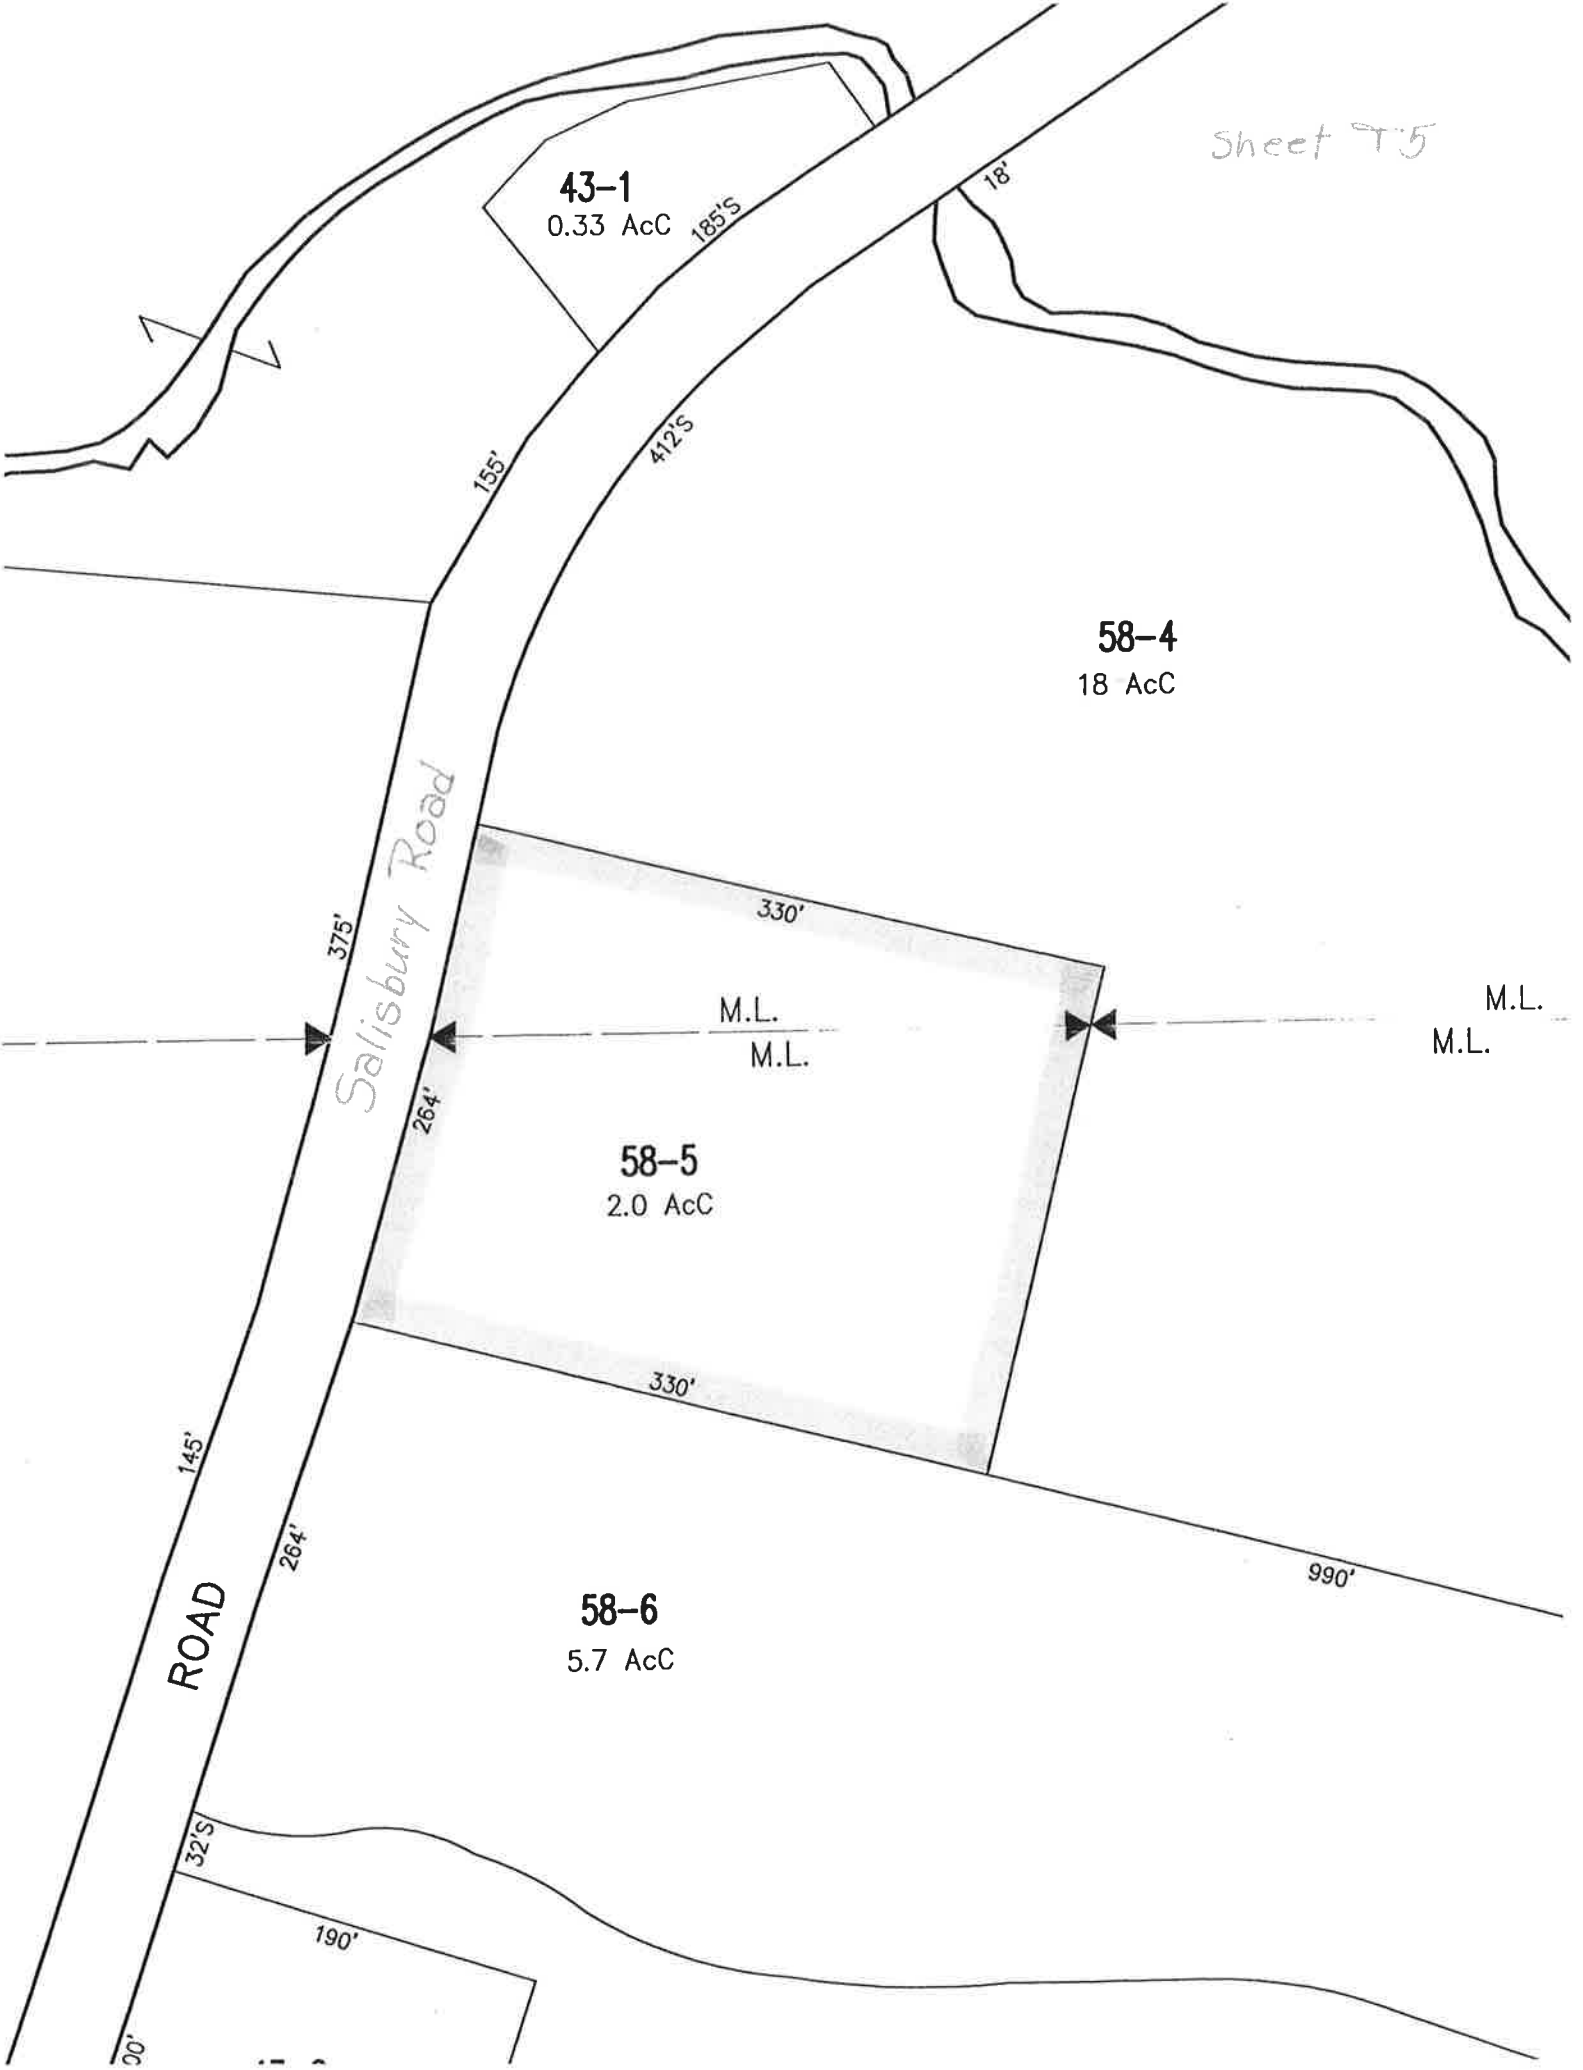 Sheet T5
18'
43-1
0.33 AcC
185'S
412'S
155'
58-4
18 AcC
Salisbury Road
330'
375'
M.L.
M.L.
M.L.
M.L.
264'
58-5
2.0 AcC
330'
145'
264'
990'
ROAD
58-6
5.7 AcC
32'S
190'